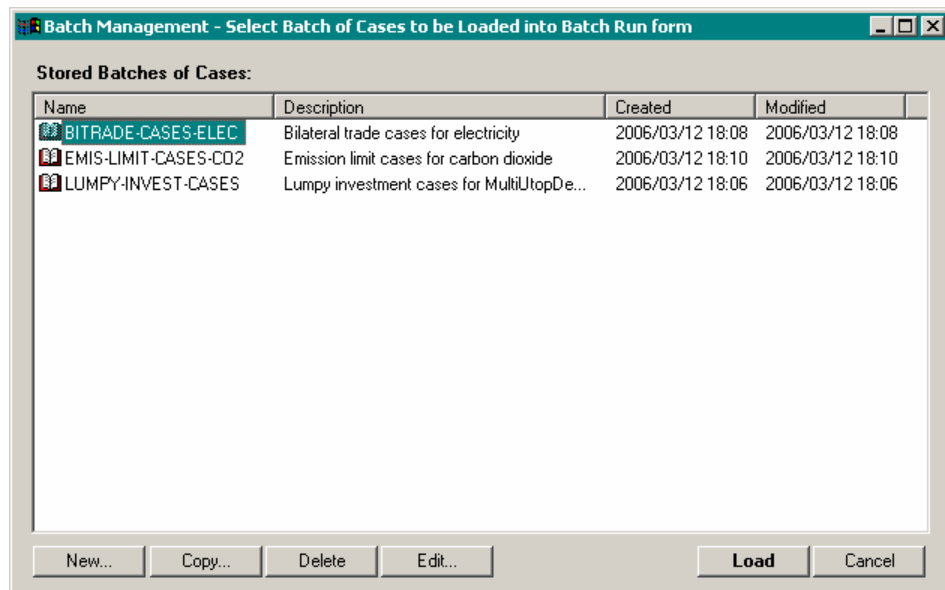 Batch Management - Select Batch of Cases to be Loaded into Batch Run form
Stored Batches of Cases:
Name Description Created Modified
BITRADE-CASES-ELEC Bilateral trade cases for electricity 2006/03/12 18:08 2006/03/12 18:08
EMIS-LIMIT-CASES-CO2 Emission limit cases for carbon dioxide 2006/03/12 18:10 2006/03/12 18:10
LUMPY-INVEST-CASES Lumpy investment cases for MultiUtopDe... 2006/03/12 18:06 2006/03/12 18:06
New... Copy... Delete Edit... Load Cancel